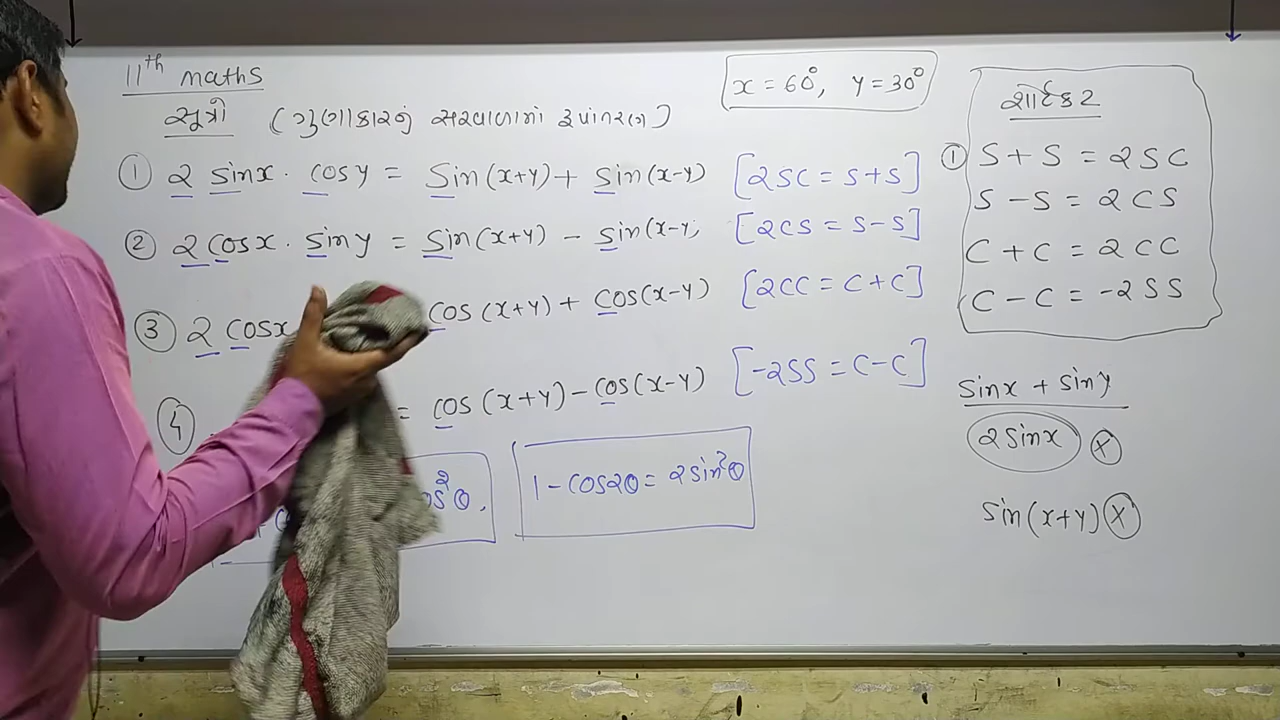 11th maths
સૂત્રો (ગુણાકારનું સરવાળામાં રૂપાંતરણ)
x = 60°, y = 30°
① 2 sinx · cosy = Sin(x+y) + Sin(x-y) [2SC = S+S]
② 2 cosx · siny = Sin(x+y) - Sin(x-y) [2CS = S-S]
③ 2 cosx cos(x+y) + cos(x-y) [2CC = C+C]
④ = cos(x+y) - cos(x-y) [-2SS = C-C]
os²θ.
1 - cos2θ = 2sin²θ
શોર્ટકટ
① S+S = 2SC
S-S = 2CS
C+C = 2CC
C-C = -2SS
sinx + siny
2sinx ⓧ
sin(x+y) ⓧ